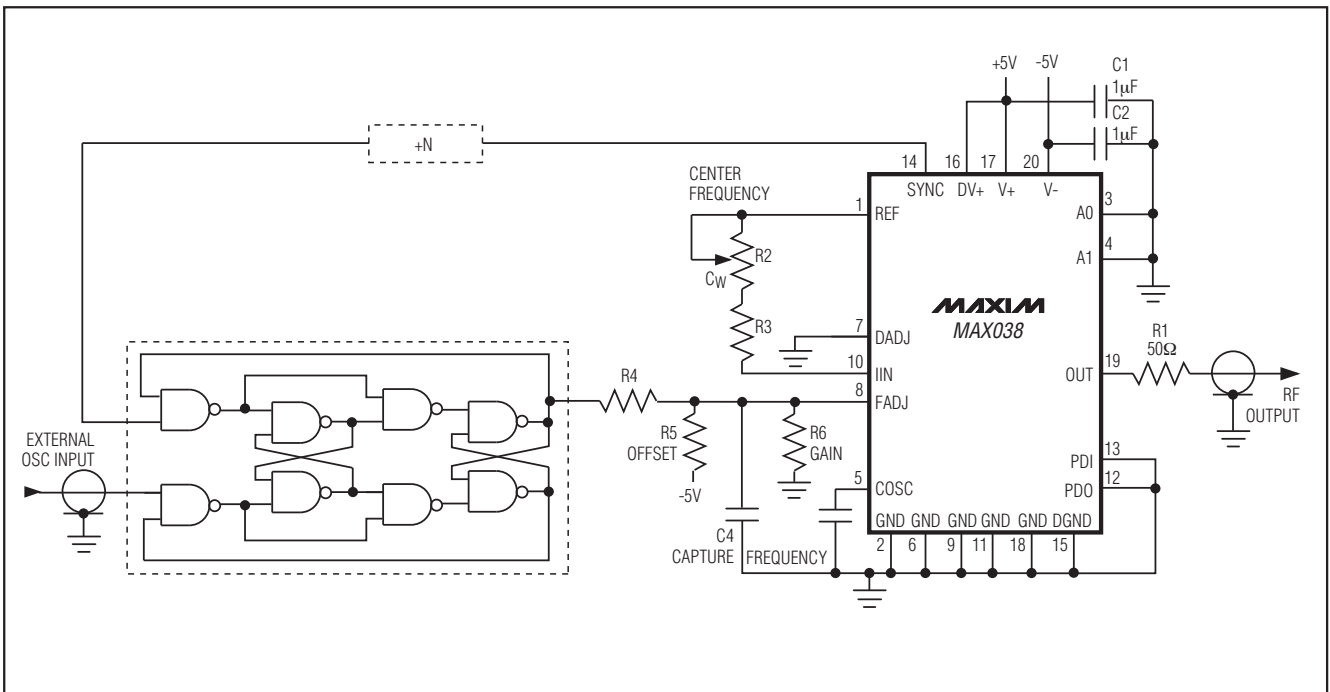 +5V -5V
C1
1μF
C2
1μF
+N
14 16 17 20
SYNC DV+ V+ V-
CENTER
FREQUENCY
1 REF
3 A0
R2
CW
4 A1
R3
MAXIM
MAX038
7 DADJ
R1
50Ω
10 IIN
19 OUT
R4
8 FADJ
RF
OUTPUT
R5
OFFSET
R6
GAIN
-5V
EXTERNAL
OSC INPUT
13 PDI
5 COSC
12 PDO
GND GND GND GND GND DGND
2 6 9 11 18 15
C4
CAPTURE FREQUENCY